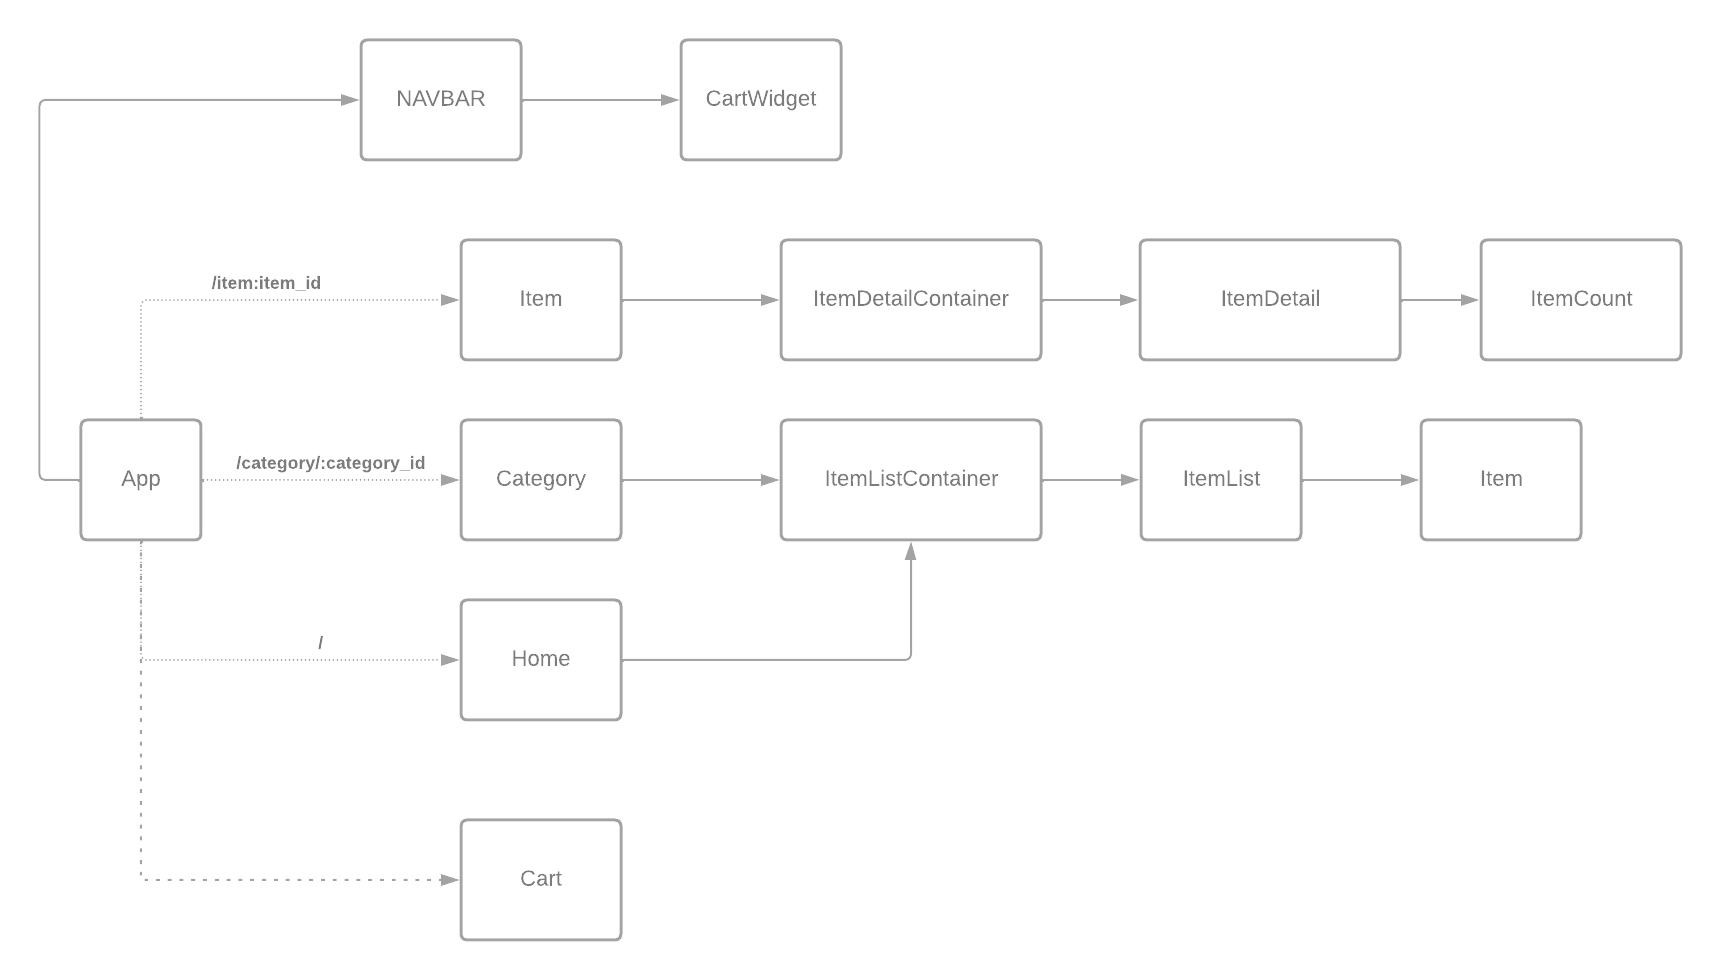 NAVBAR
CartWidget
/item:item_id
Item
ItemDetailContainer
ItemDetail
ItemCount
App
/category/:category_id
Category
ItemListContainer
ItemList
Item
/
Home
Cart